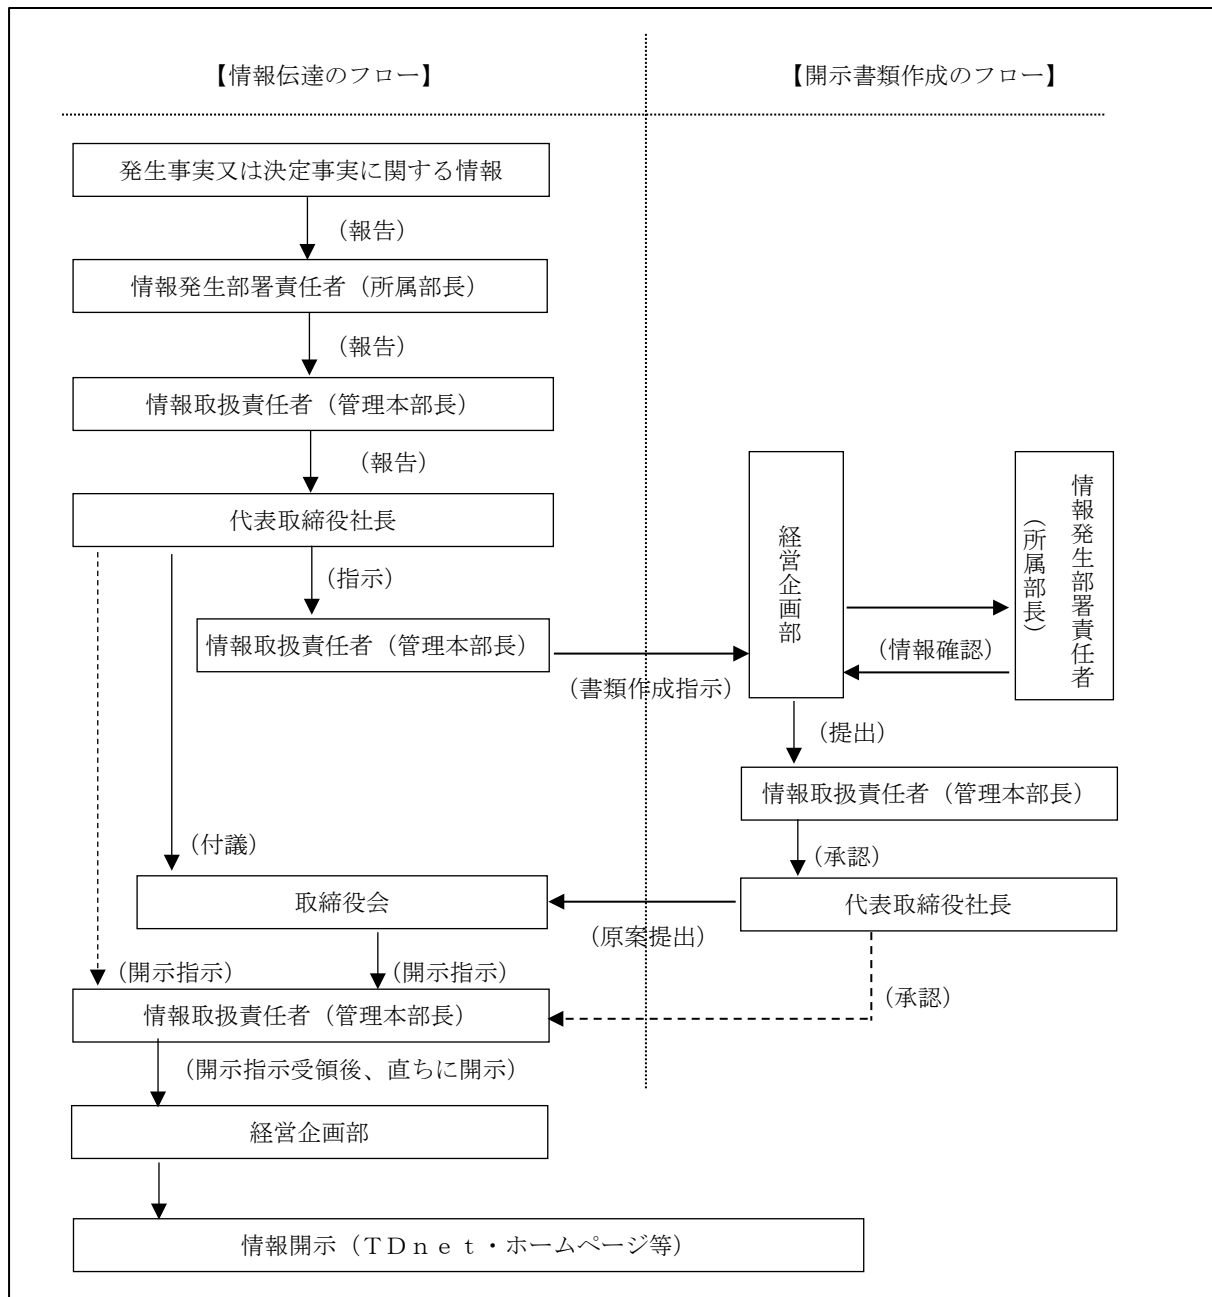 【情報伝達のフロー】
【開示書類作成のフロー】
発生事実又は決定事実に関する情報
（報告）
情報発生部署責任者（所属部長）
（報告）
情報取扱責任者（管理本部長）
（報告）
代表取締役社長
（指示）
情報取扱責任者（管理本部長）
（書類作成指示）
経営企画部
情報発生部署責任者
（所属部長）
（情報確認）
（提出）
情報取扱責任者（管理本部長）
（承認）
代表取締役社長
（付議）
取締役会
（原案提出）
（開示指示）
（開示指示）
（承認）
情報取扱責任者（管理本部長）
（開示指示受領後、直ちに開示）
経営企画部
情報開示（ＴＤｎｅｔ・ホームページ等）